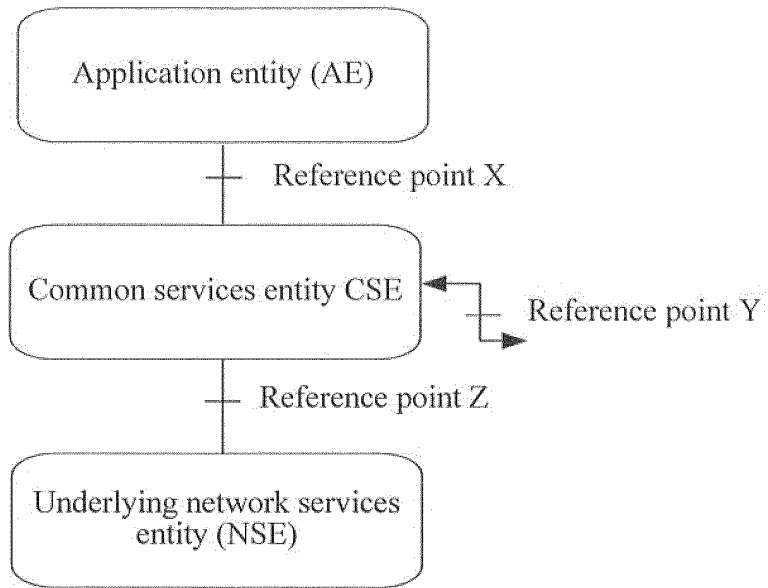 Application entity (AE)
Reference point X
Common services entity CSE
Reference point Y
Reference point Z
Underlying network services
entity (NSE)